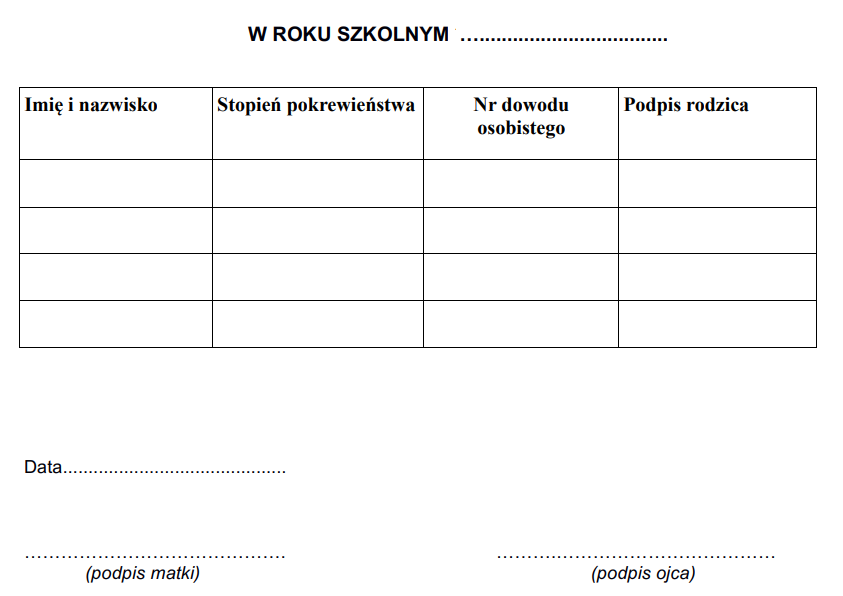 W ROKU SZKOLNYM ….................................
Imię i nazwisko
Stopień pokrewieństwa
Nr dowodu
osobistego
Podpis rodzica
Data............................................
…………………………………….
(podpis matki)
……….………………………………
(podpis ojca)